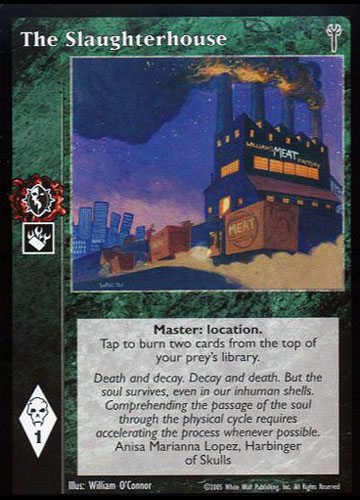 The Slaughterhouse
WILLIAM'S
MEAT
FACTORY
MEAT
Master: location.
Tap to burn two cards from the top of
your prey's library.
Death and decay. Decay and death. But the
soul survives, even in our inhuman shells.
Comprehending the passage of the soul
through the physical cycle requires
accelerating the process whenever possible.
Anisa Marianna Lopez, Harbinger
of Skulls
1
Illus: William O'Connor
©2005 White Wolf Publishing, Inc. All Rights Reserved